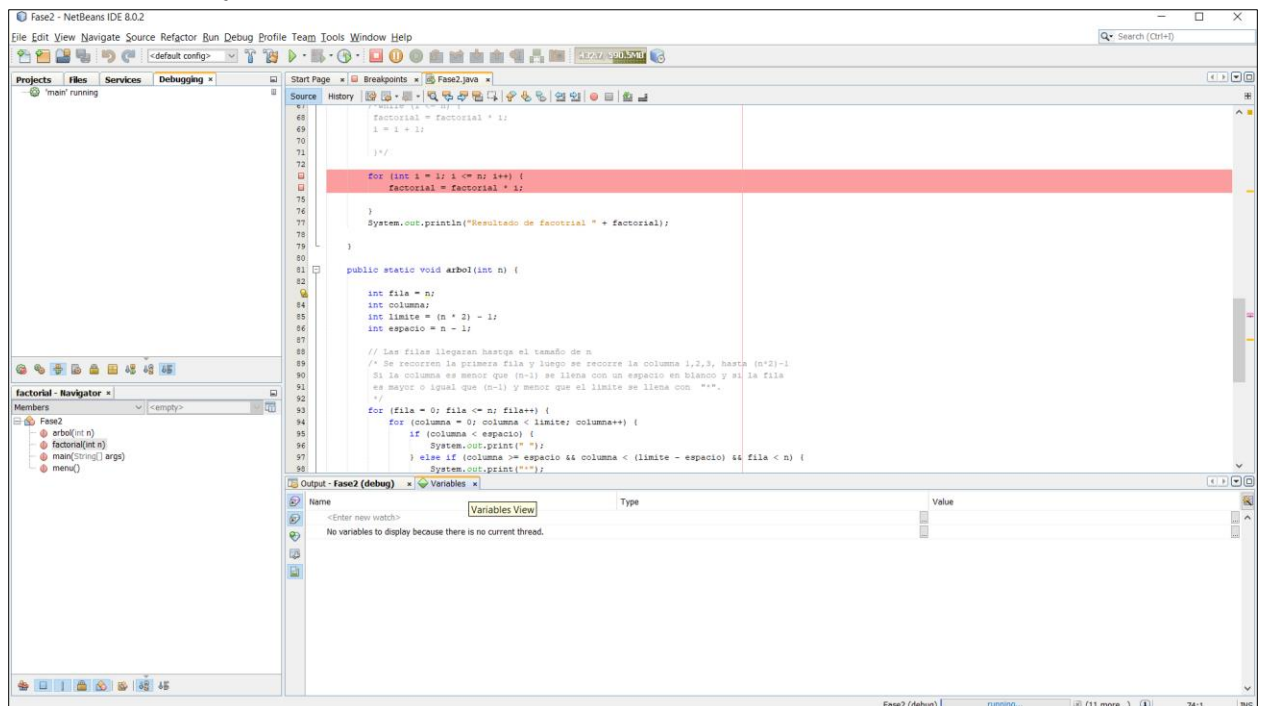 Fase2 - NetBeans IDE 8.0.2
File Edit View Navigate Source Refactor Run Debug Profile Team Tools Window Help
Search (Ctrl+I)
<default config>
Projects Files Services Debugging
Start Page Breakpoints Fase2.java
'main' running
Source History
67 /*while (i <= n) {
68 factorial = factorial * i;
69 i = i + 1;
70
71 }*/
72
for (int i = 1; i <= n; i++) {
factorial = factorial * i;
75
76 }
77 System.out.println("Resultado de facotrial " + factorial);
78
79 }
80
81 public static void arbol(int n) {
82
int fila = n;
84 int columna;
85 int limite = (n * 2) - 1;
86 int espacio = n - 1;
87
88 // Las filas llegaran hastqa el tamaño de n
89 /* Se recorren la primera fila y luego se recorre la columna 1,2,3, hasta (n*2)-1
90 Si la columna es menor que (n-1) se llena con un espacio en blanco y si la fila
91 es mayor o igual que (n-1) y menor que el limite se llena con "*".
92 */
93 for (fila = 0; fila <= n; fila++) {
94 for (columna = 0; columna < limite; columna++) {
95 if (columna < espacio) {
96 System.out.print(" ");
97 } else if (columna >= espacio && columna < (limite - espacio) && fila < n) {
98 System.out.print("*");
factorial - Navigator
Members <empty>
Fase2
arbol(int n)
factorial(int n)
main(String[] args)
menu()
Output - Fase2 (debug) Variables
Name Type Value
Variables View
<Enter new watch>
No variables to display because there is no current thread.
Fase2 (debug) running... (11 more...) 74:1 INS